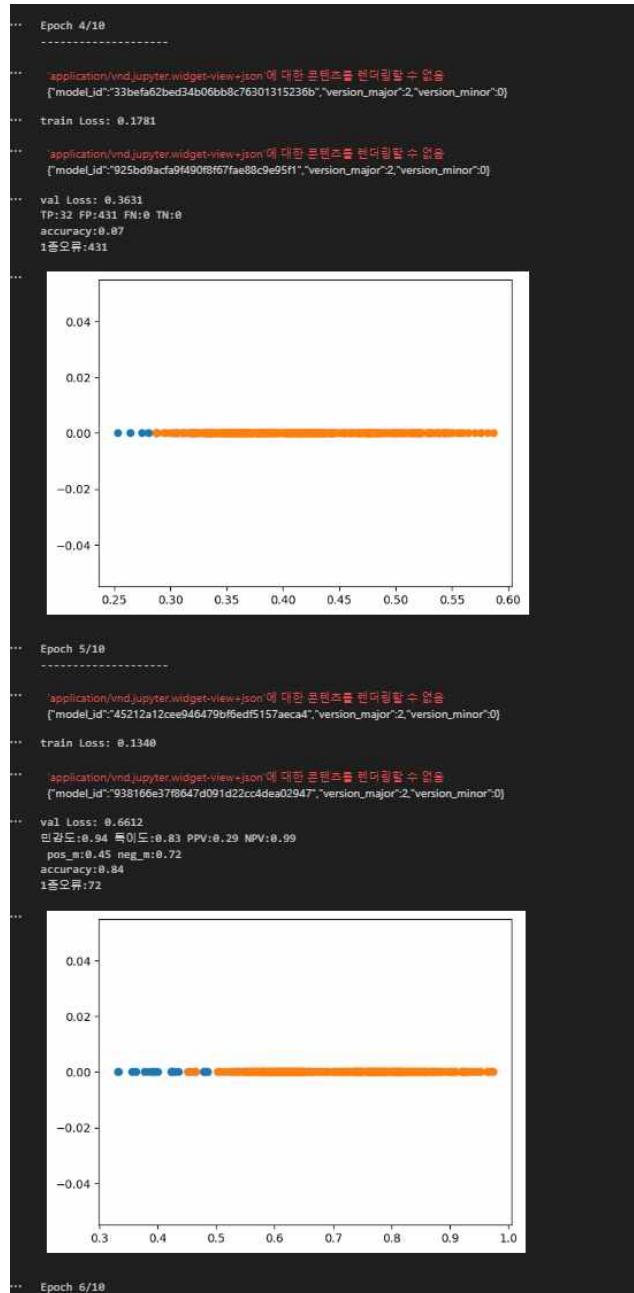 Epoch 4/10
--------------------
'application/vnd.jupyter.widget-view+json'에 대한 콘텐츠를 렌더링할 수 없음
{"model_id":"33befa62bed34b06bb8c76301315236b","version_major":2,"version_minor":0}
train Loss: 0.1781
'application/vnd.jupyter.widget-view+json'에 대한 콘텐츠를 렌더링할 수 없음
{"model_id":"925bd9acfa9f490f8f67fae88c9e95f1","version_major":2,"version_minor":0}
val Loss: 0.3631
TP:32 FP:431 FN:0 TN:0
accuracy:0.07
1종오류:431
0.04
0.02
0.00
−0.02
−0.04
0.25 0.30 0.35 0.40 0.45 0.50 0.55 0.60
Epoch 5/10
--------------------
'application/vnd.jupyter.widget-view+json'에 대한 콘텐츠를 렌더링할 수 없음
{"model_id":"45212a12cee946479bf6edf5157aeca4","version_major":2,"version_minor":0}
train Loss: 0.1340
'application/vnd.jupyter.widget-view+json'에 대한 콘텐츠를 렌더링할 수 없음
{"model_id":"938166e37f8647d091d22cc4dea02947","version_major":2,"version_minor":0}
val Loss: 0.6612
민감도:0.94 특이도:0.83 PPV:0.29 NPV:0.99
pos_m:0.45 neg_m:0.72
accuracy:0.84
1종오류:72
0.04
0.02
0.00
−0.02
−0.04
0.3 0.4 0.5 0.6 0.7 0.8 0.9 1.0
Epoch 6/10